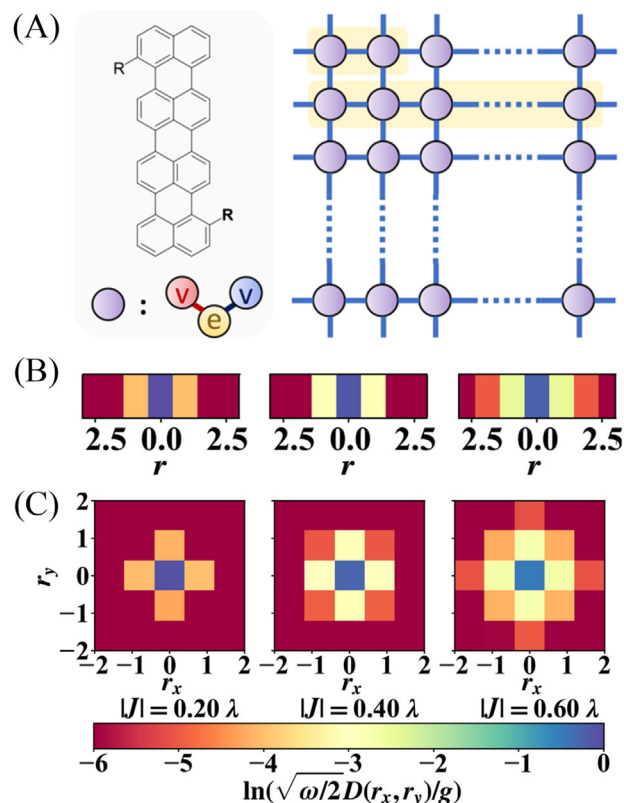 (A)
R
R
: v e v
(B)
2.5 0.0 2.5
r
2.5 0.0 2.5
r
2.5 0.0 2.5
r
(C)
2
1
0
−1
−2
r_y
−2 −1 0 1 2
r_x
−2 −1 0 1 2
r_x
−2 −1 0 1 2
r_x
|J| = 0.20 λ |J| = 0.40 λ |J| = 0.60 λ
−6 −5 −4 −3 −2 −1 0
ln(√ω/2D(r_x, r_y)/g)